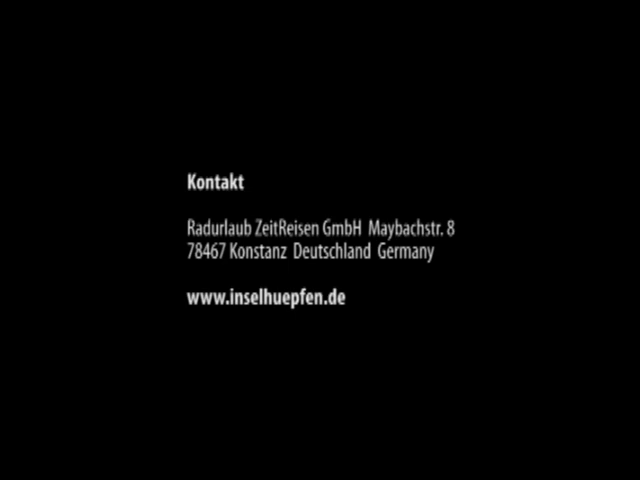 Kontakt
Radurlaub ZeitReisen GmbH Maybachstr. 8
78467 Konstanz Deutschland Germany
www.inselhuepfen.de